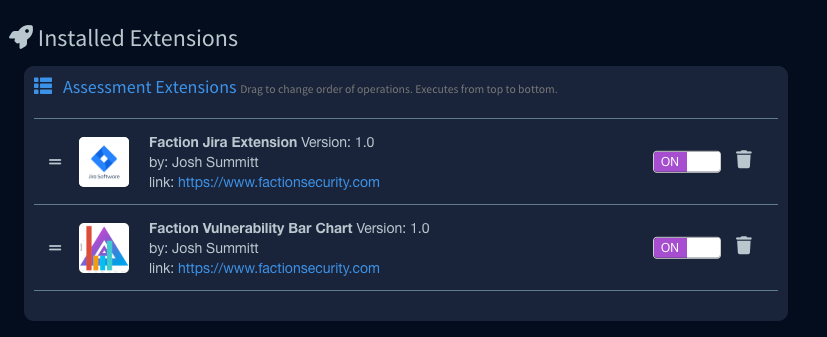 Installed Extensions
Assessment Extensions Drag to change order of operations. Executes from top to bottom.
Faction Jira Extension Version: 1.0
by: Josh Summitt
link: https://www.factionsecurity.com
Jira Software
ON
Faction Vulnerability Bar Chart Version: 1.0
by: Josh Summitt
link: https://www.factionsecurity.com
ON